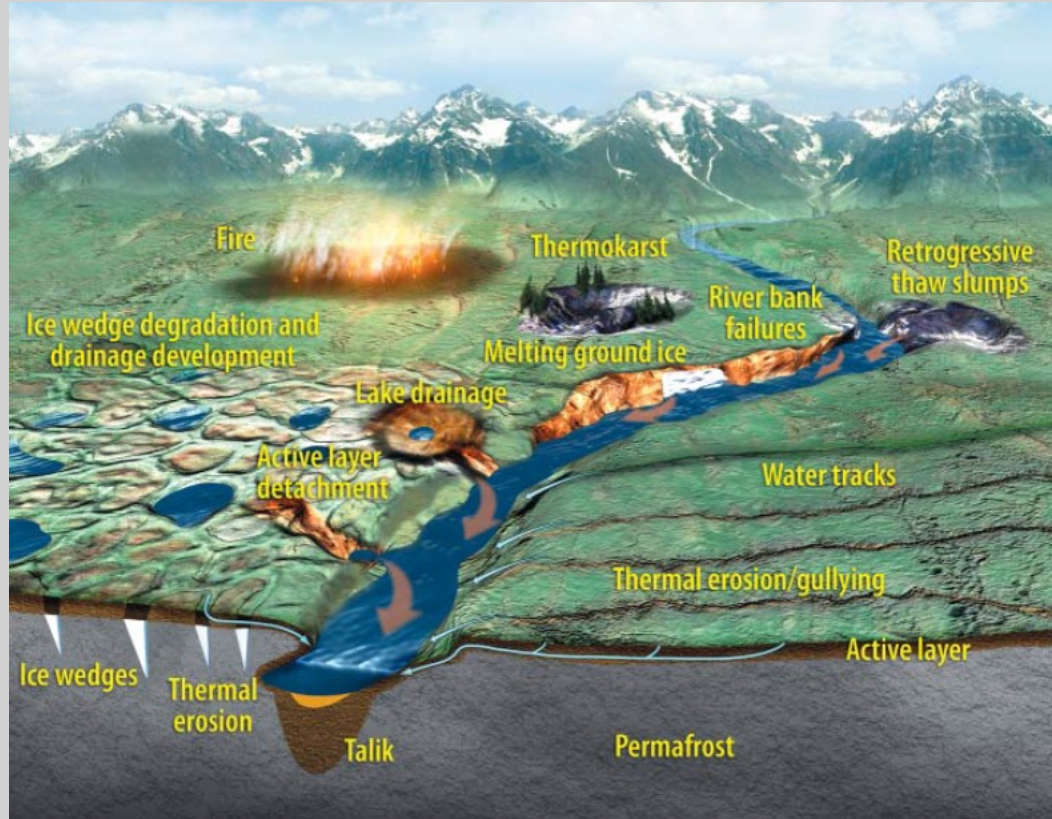 Fire
Thermokarst
Retrogressive
thaw slumps
River bank
failures
Ice wedge degradation and
drainage development
Melting ground ice
Lake drainage
Active layer
detachment
Water tracks
Thermal erosion/gullying
Active layer
Ice wedges
Thermal
erosion
Talik
Permafrost